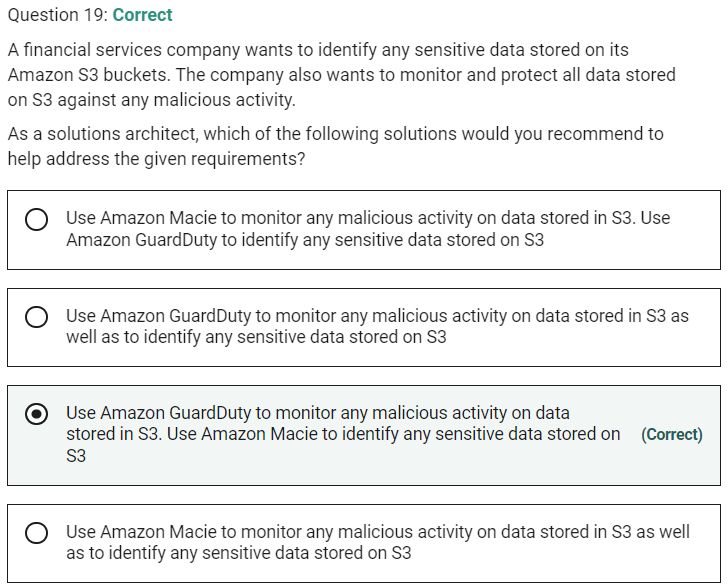 Question 19: Correct
A financial services company wants to identify any sensitive data stored on its
Amazon S3 buckets. The company also wants to monitor and protect all data stored
on S3 against any malicious activity.
As a solutions architect, which of the following solutions would you recommend to
help address the given requirements?
Use Amazon Macie to monitor any malicious activity on data stored in S3. Use
Amazon GuardDuty to identify any sensitive data stored on S3
Use Amazon GuardDuty to monitor any malicious activity on data stored in S3 as
well as to identify any sensitive data stored on S3
Use Amazon GuardDuty to monitor any malicious activity on data
stored in S3. Use Amazon Macie to identify any sensitive data stored on (Correct)
S3
Use Amazon Macie to monitor any malicious activity on data stored in S3 as well
as to identify any sensitive data stored on S3